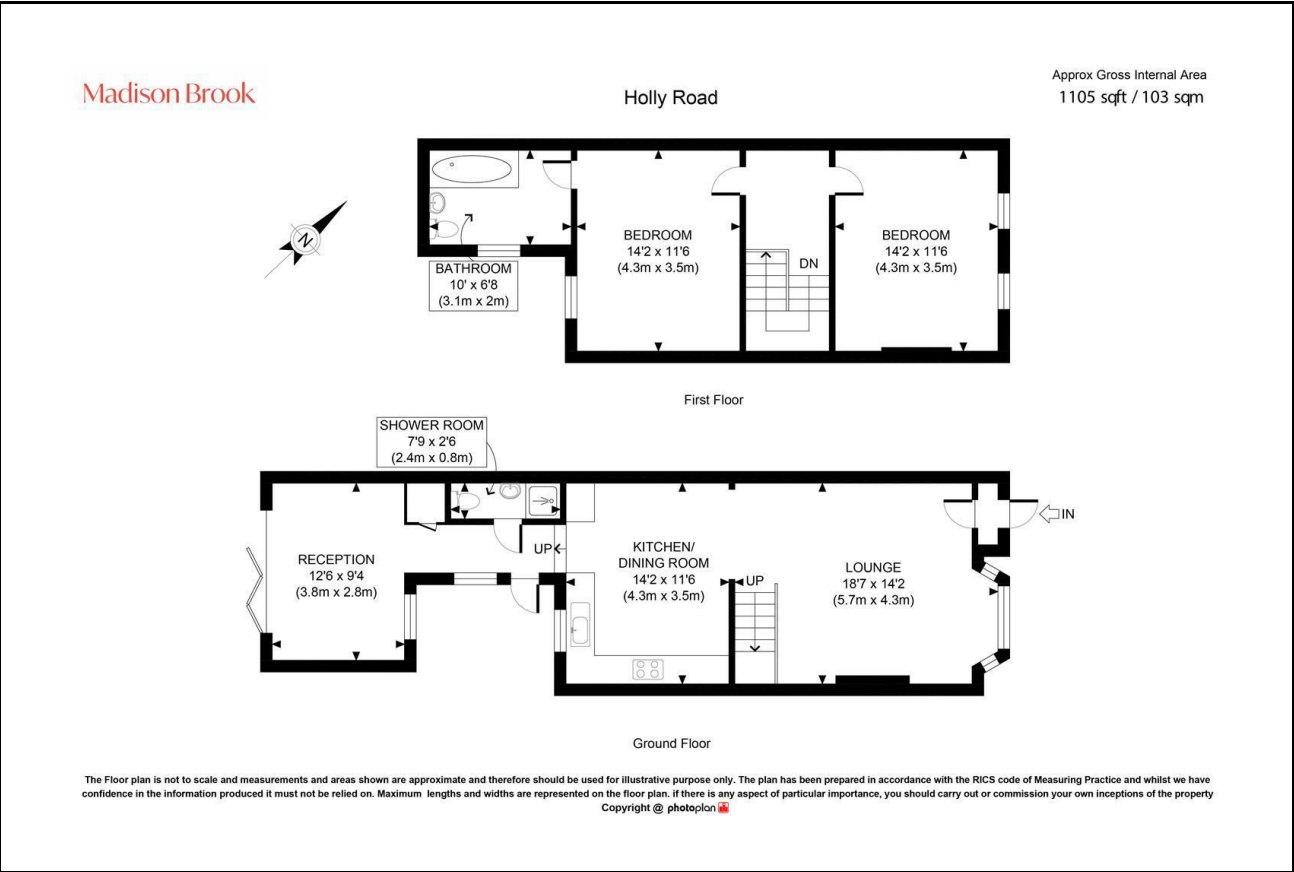 Madison Brook
Holly Road
Approx Gross Internal Area
1105 sqft / 103 sqm
N
BATHROOM
10' x 6'8
(3.1m x 2m)
BEDROOM
14'2 x 11'6
(4.3m x 3.5m)
DN
BEDROOM
14'2 x 11'6
(4.3m x 3.5m)
First Floor
SHOWER ROOM
7'9 x 2'6
(2.4m x 0.8m)
RECEPTION
12'6 x 9'4
(3.8m x 2.8m)
UP
KITCHEN/
DINING ROOM
14'2 x 11'6
(4.3m x 3.5m)
UP
LOUNGE
18'7 x 14'2
(5.7m x 4.3m)
IN
Ground Floor
The Floor plan is not to scale and measurements and areas shown are approximate and therefore should be used for illustrative purpose only. The plan has been prepared in accordance with the RICS code of Measuring Practice and whilst we have
confidence in the information produced it must not be relied on. Maximum lengths and widths are represented on the floor plan. if there is any aspect of particular importance, you should carry out or commission your own inceptions of the property
Copyright @ photoplan